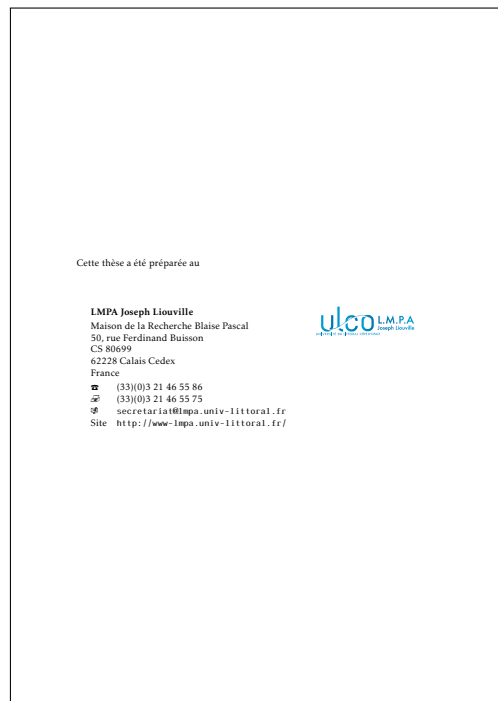 Cette thèse a été préparée au
LMPA Joseph Liouville
Maison de la Recherche Blaise Pascal
50, rue Ferdinand Buisson
CS 80699
62228 Calais Cedex
France
☎ (33)(0)3 21 46 55 86
(33)(0)3 21 46 55 75
secretariat@lmpa.univ-littoral.fr
Site http://www-lmpa.univ-littoral.fr/
ulco L.M.P.A
Joseph Liouville